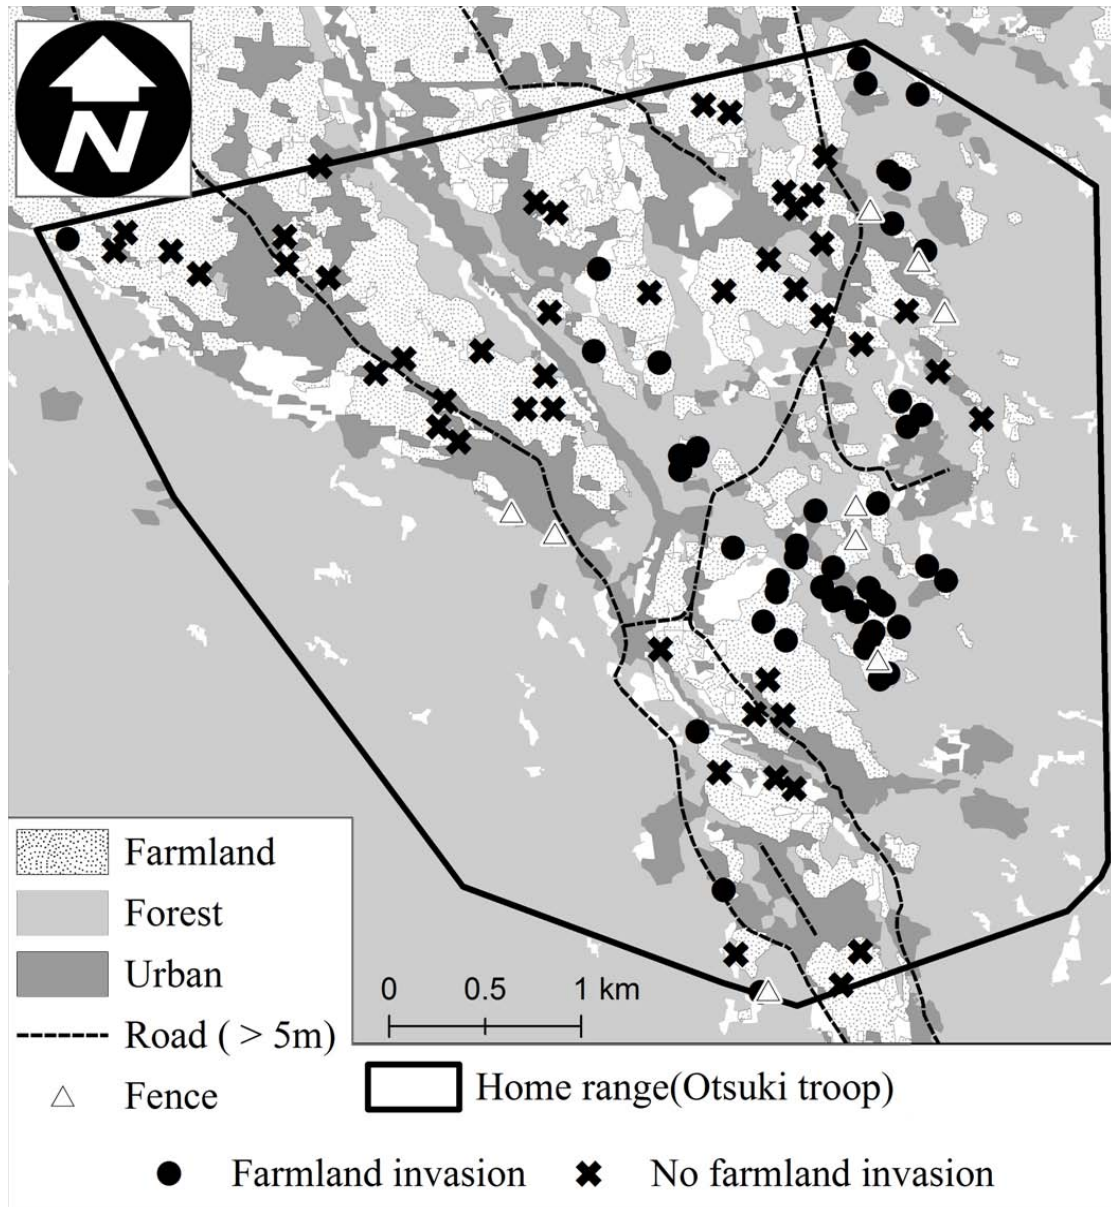 N
Farmland
Forest
Urban
Road ( > 5m)
Fence
0 0.5 1 km
Home range(Otsuki troop)
Farmland invasion No farmland invasion